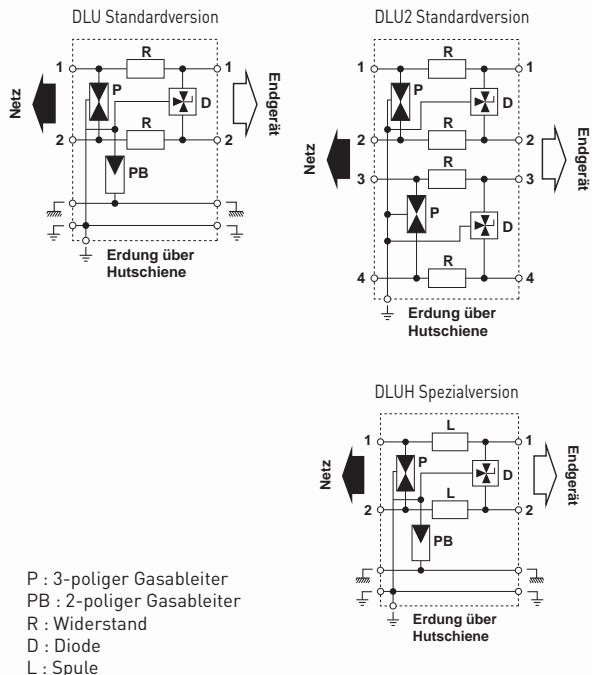 DLU Standardversion
R
1
1
P
D
Netz
Endgerät
R
2
2
PB
Erdung über
Hutschiene
DLU2 Standardversion
R
1
1
P
D
R
2
2
Netz
Endgerät
R
3
3
P
D
R
4
4
Erdung über
Hutschiene
DLUH Spezialversion
L
1
1
P
D
Netz
Endgerät
L
2
2
PB
Erdung über
Hutschiene
P : 3-poliger Gasableiter
PB : 2-poliger Gasableiter
R : Widerstand
D : Diode
L : Spule